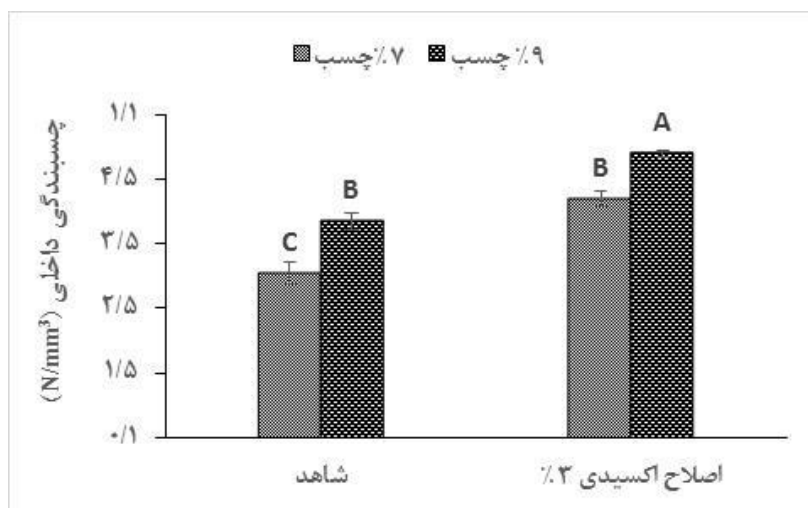 ۷٪ چسب ۹٪ چسب
چسبندگی داخلی (N/mm³)
۱/۱
۴/۵
۳/۵
۲/۵
۱/۵
۰/۱
C
B
B
A
شاهد
اصلاح اکسیدی ۳٪